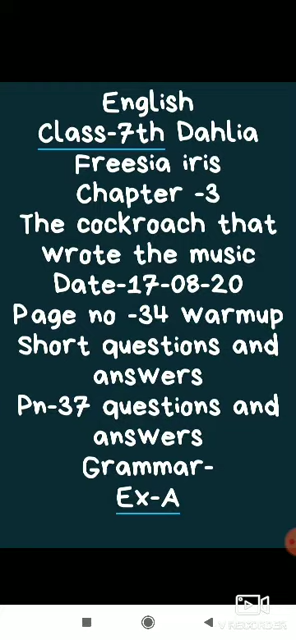 English
Class-7th Dahlia
Freesia iris
Chapter -3
The cockroach that
wrote the music
Date-17-08-20
Page no -34 warmup
Short questions and
answers
Pn-37 questions and
answers
Grammar-
Ex-A
V RECORDER